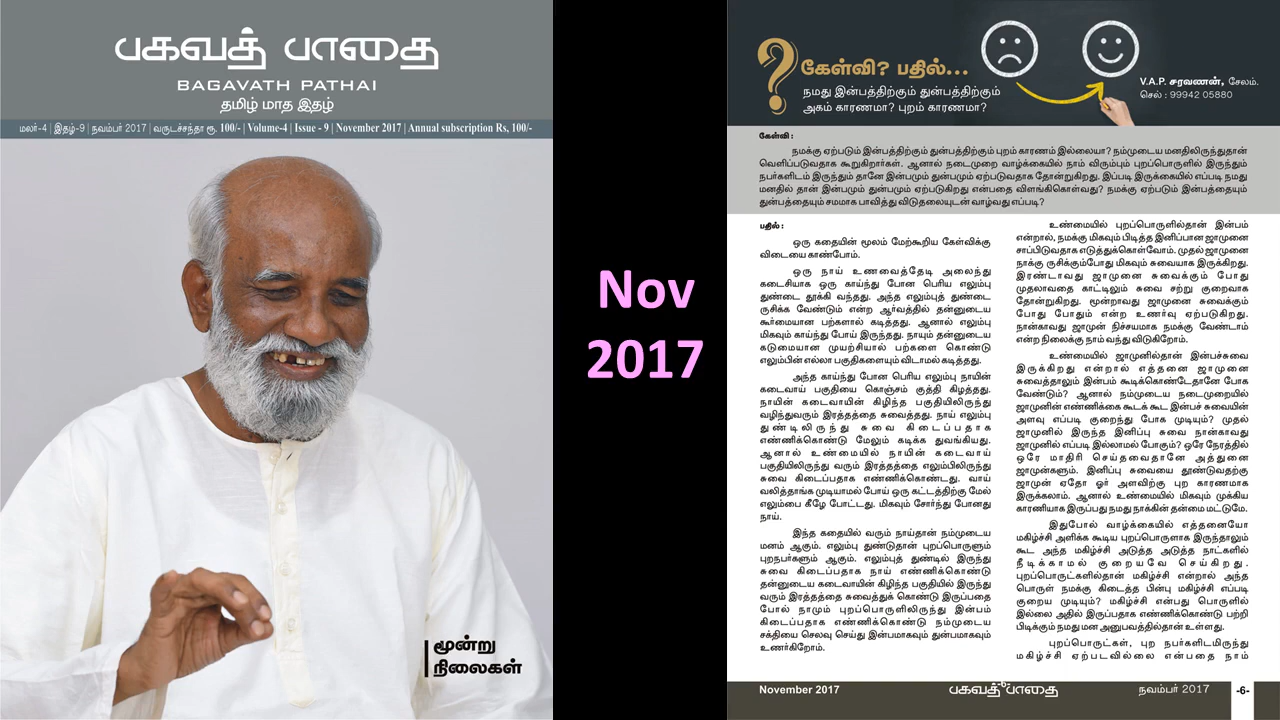 பகவத் பாதை
BAGAVATH PATHAI
தமிழ் மாத இதழ்
மலர்-4 | இதழ்-9 | நவம்பர் 2017 | வருடச்சந்தா ரூ. 100/- | Volume-4 | Issue - 9 | November 2017 | Annual subscription Rs, 100/-
மூன்று
நிலைகள்
Nov
2017
? கேள்வி? பதில்...
நமது இன்பத்திற்கும் துன்பத்திற்கும்
அகம் காரணமா? புறம் காரணமா?
V.A.P. சரவணன், சேலம்.
செல் : 99942 05880
கேள்வி :
நமக்கு ஏற்படும் இன்பத்திற்கும் துன்பத்திற்கும் புறம் காரணம் இல்லையா? நம்முடைய மனதிலிருந்துதான்
வெளிப்படுவதாக கூறுகிறார்கள். ஆனால் நடைமுறை வாழ்க்கையில் நாம் விரும்பும் புறப்பொருளில் இருந்தும்
நபர்களிடம் இருந்தும் தானே இன்பமும் துன்பமும் ஏற்படுவதாக தோன்றுகிறது. இப்படி இருக்கையில் எப்படி நமது
மனதில் தான் இன்பமும் துன்பமும் ஏற்படுகிறது என்பதை விளங்கிகொள்வது? நமக்கு ஏற்படும் இன்பத்தையும்
துன்பத்தையும் சமமாக பாவித்து விடுதலையுடன் வாழ்வது எப்படி?
பதில் :
ஒரு கதையின் மூலம் மேற்கூறிய கேள்விக்கு
விடையை காண்போம்.
ஒரு நாய் உணவைத்தேடி அலைந்து
கடைசியாக ஒரு காய்ந்து போன பெரிய எலும்பு
துண்டை தூக்கி வந்தது. அந்த எலும்புத் துண்டை
ருசிக்க வேண்டும் என்ற ஆர்வத்தில் தன்னுடைய
கூர்மையான பற்களால் கடித்தது. ஆனால் எலும்பு
மிகவும் காய்ந்து போய் இருந்தது. நாயும் தன்னுடைய
கடுமையான முயற்சியால் பற்களை கொண்டு
எலும்பின் எல்லா பகுதிகளையும் விடாமல் கடித்தது.
அந்த காய்ந்து போன பெரிய எலும்பு நாயின்
கடைவாய் பகுதியை கொஞ்சம் குத்தி கிழத்தது.
நாயின் கடைவாயின் கிழிந்த பகுதியிலிருந்து
வழிந்துவரும் இரத்தத்தை சுவைத்தது. நாய் எலும்பு
துண்டிலிருந்து சுவை கிடைப்பதாக
எண்ணிக்கொண்டு மேலும் கடிக்க துவங்கியது.
ஆனால் உண்மையில் நாயின் கடைவாய்
பகுதியிலிருந்து வரும் இரத்தத்தை எலும்பிலிருந்து
சுவை கிடைப்பதாக எண்ணிக்கொண்டது. வாய்
வலித்தாங்க முடியாமல் போய் ஒரு கட்டத்திற்கு மேல்
எலும்பை கீழே போட்டது. மிகவும் சோர்ந்து போனது
நாய்.
இந்த கதையில் வரும் நாய்தான் நம்முடைய
மனம் ஆகும். எலும்பு துண்டுதான் புறப்பொருளும்
புறநபர்களும் ஆகும். எலும்புத் துண்டில் இருந்து
சுவை கிடைப்பதாக நாய் எண்ணிக்கொண்டு
தன்னுடைய கடைவாயின் கிழிந்த பகுதியில் இருந்து
வரும் இரத்தத்தை சுவைத்துக் கொண்டு இருப்பதை
போல் நாமும் புறப்பொருளிலிருந்து இன்பம்
கிடைப்பதாக எண்ணிக்கொண்டு நம்முடைய
சக்தியை செலவு செய்து இன்பமாகவும் துன்பமாகவும்
உணர்கிறோம்.
உண்மையில் புறப்பொருளில்தான் இன்பம்
என்றால், நமக்கு மிகவும் பிடித்த இனிப்பான ஜாமுனை
சாப்பிடுவதாக எடுத்துக்கொள்வோம். முதல் ஜாமுனை
நாக்கு ருசிக்கும்போது மிகவும் சுவையாக இருக்கிறது.
இரண்டாவது ஜாமுனை சுவைக்கும் போது
முதலாவதை காட்டிலும் சுவை சற்று குறைவாக
தோன்றுகிறது. மூன்றாவது ஜாமுனை சுவைக்கும்
போது போதும் என்ற உணர்வு ஏற்படுகிறது.
நான்காவது ஜாமுன் நிச்சயமாக நமக்கு வேண்டாம்
என்ற நிலைக்கு நாம் வந்து விடுகிறோம்.
உண்மையில் ஜாமுனில்தான் இன்பச்சுவை
இருக்கிறது என்றால் எத்தனை ஜாமுனை
சுவைத்தாலும் இன்பம் கூடிக்கொண்டேதானே போக
வேண்டும்? ஆனால் நம்முடைய நடைமுறையில்
ஜாமுனின் எண்ணிக்கை கூடக் கூட இன்பச் சுவையின்
அளவு எப்படி குறைந்து போக முடியும்? முதல்
ஜாமுனில் இருந்த இனிப்பு சுவை நான்காவது
ஜாமுனில் எப்படி இல்லாமல் போகும்? ஒரே நேரத்தில்
ஒரே மாதிரி செய்தவைதானே அத்துனை
ஜாமுன்களும். இனிப்பு சுவையை தூண்டுவதற்கு
ஜாமுன் ஏதோ ஓர் அளவிற்கு புற காரணமாக
இருக்கலாம். ஆனால் உண்மையில் மிகவும் முக்கிய
காரணியாக இருப்பது நமது நாக்கின் தன்மை மட்டுமே.
இதுபோல் வாழ்க்கையில் எத்தனையோ
மகிழ்ச்சி அளிக்க கூடிய புறப்பொருளாக இருந்தாலும்
கூட அந்த மகிழ்ச்சி அடுத்த அடுத்த நாட்களில்
நீடிக்காமல் குறையவே செய்கிறது.
புறப்பொருட்களில்தான் மகிழ்ச்சி என்றால் அந்த
பொருள் நமக்கு கிடைத்த பின்பு மகிழ்ச்சி எப்படி
குறைய முடியும்? மகிழ்ச்சி என்பது பொருளில்
இல்லை அதில் இருப்பதாக எண்ணிக்கொண்டு பற்றி
பிடிக்கும் நமது மன அனுபவத்தில்தான் உள்ளது.
புறப்பொருட்கள், புற நபர்களிடமிருந்து
மகிழ்ச்சி ஏற்படவில்லை என்பதை நாம்
November 2017
பகவத் பாதை
நவம்பர் 2017
-6-